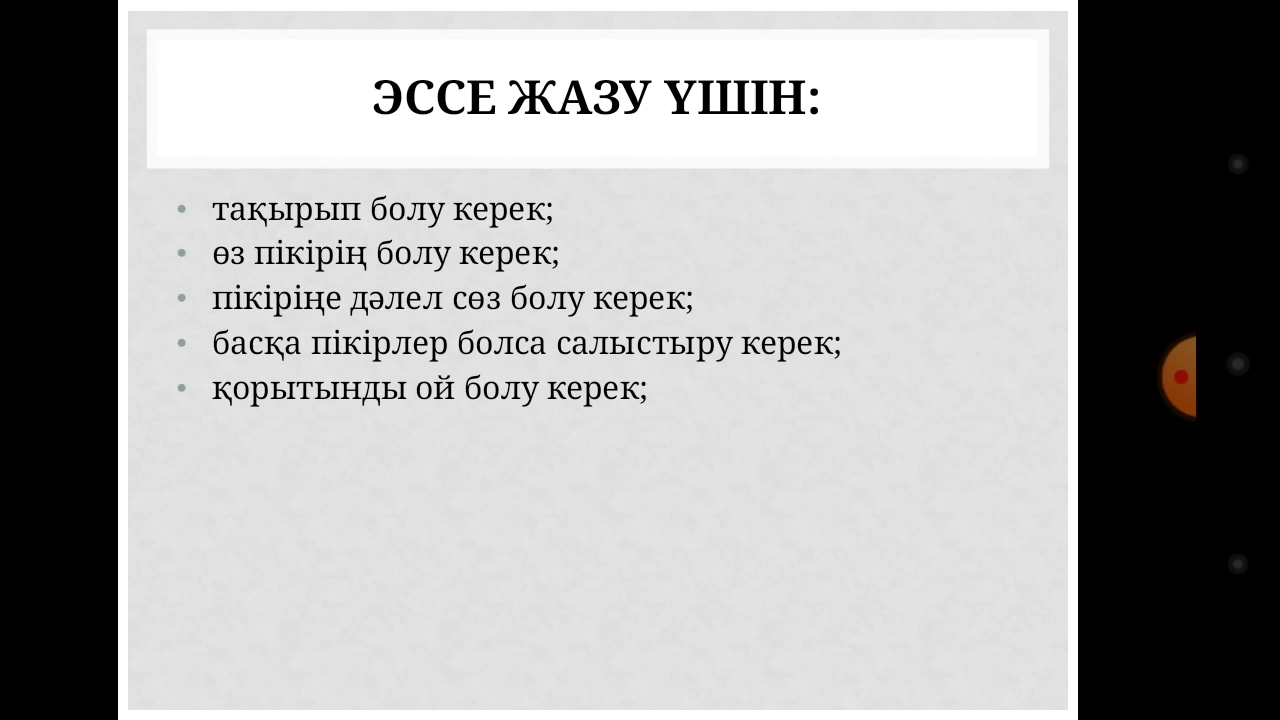 ЭССЕ ЖАЗУ ҮШІН:
• тақырып болу керек;
• өз пікірің болу керек;
• пікіріңе дәлел сөз болу керек;
• басқа пікірлер болса салыстыру керек;
• қорытынды ой болу керек;